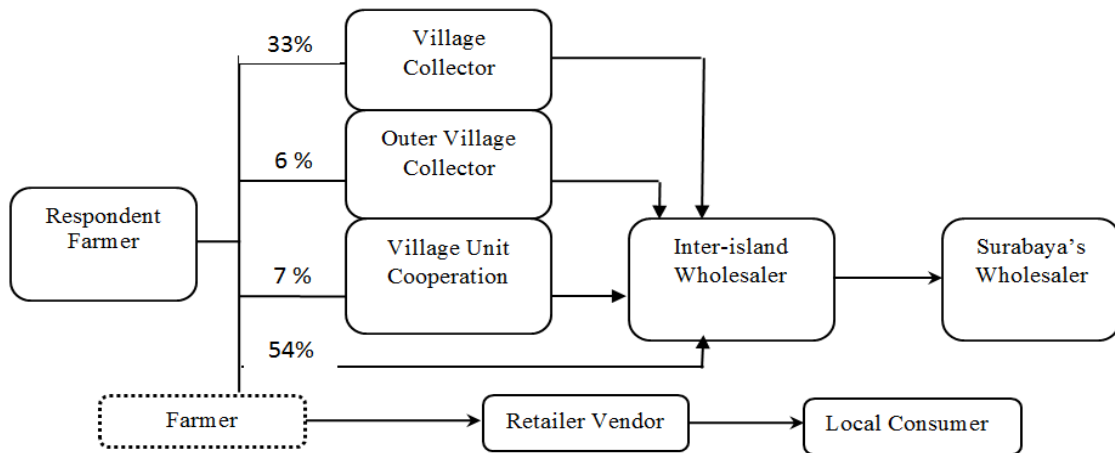 33%
Village
Collector
6 %
Outer Village
Collector
Respondent
Farmer
7 %
Village Unit
Cooperation
Inter-island
Wholesaler
Surabaya's
Wholesaler
54%
Farmer
Retailer Vendor
Local Consumer